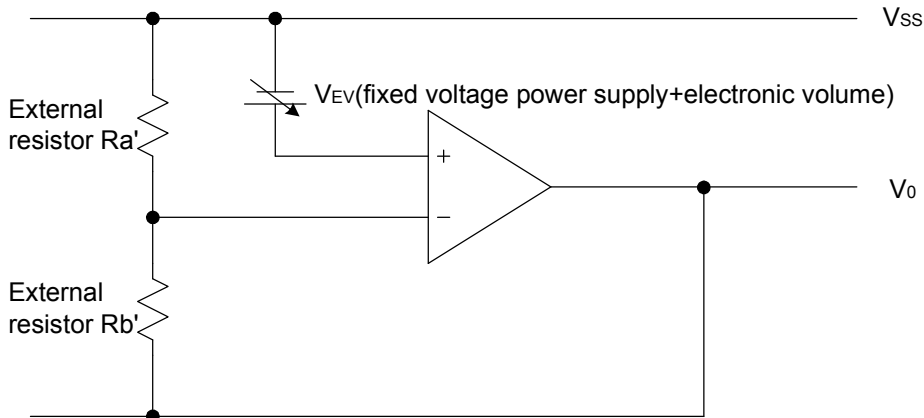 VSS
External
resistor Ra'
VEV(fixed voltage power supply+electronic volume)
+
−
V0
External
resistor Rb'